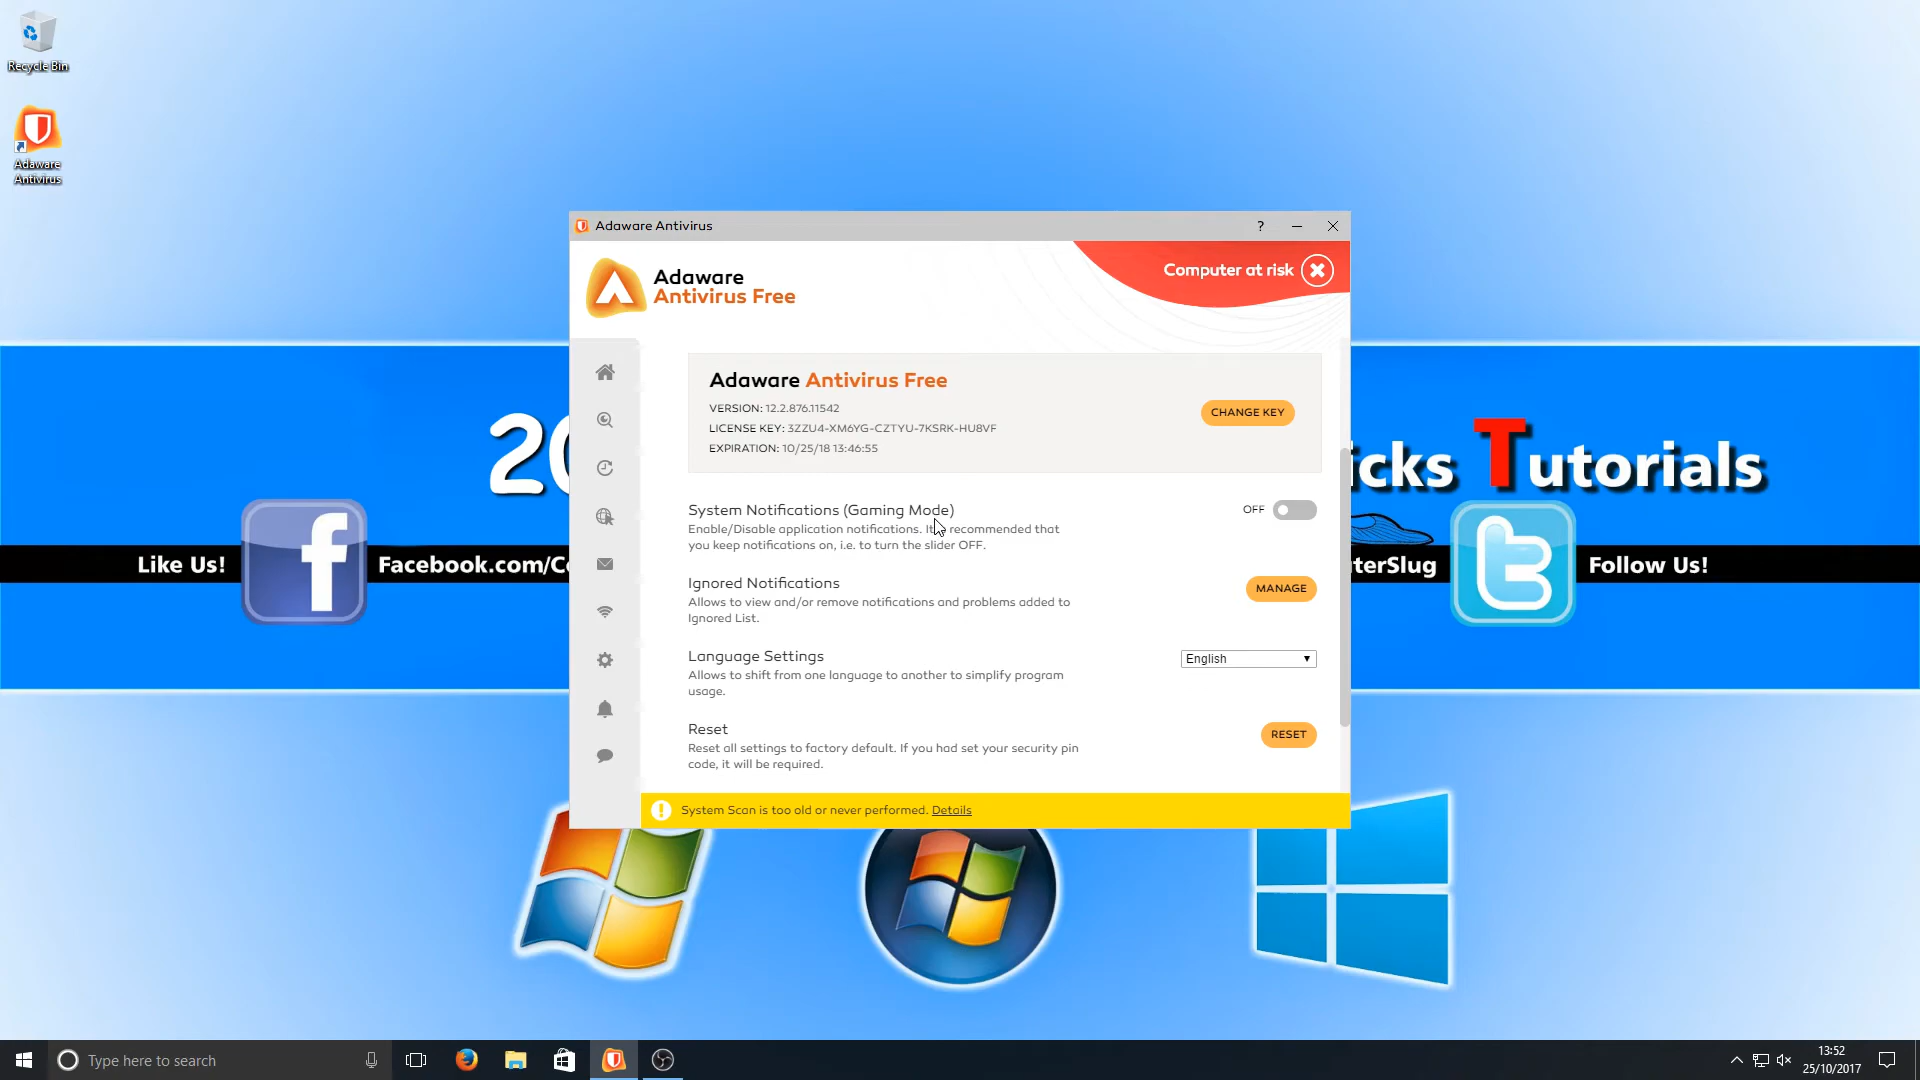 Recycle Bin
Adaware
Antivirus
Adaware Antivirus
?
Adaware
Antivirus Free
Computer at risk
Adaware Antivirus Free
VERSION: 12.2.876.11542
LICENSE KEY: 3ZZU4-XM6YG-CZTYU-7KSRK-HU8VF
EXPIRATION: 10/25/18 13:46:55
CHANGE KEY
System Notifications (Gaming Mode)
Enable/Disable application notifications. It recommended that
you keep notifications on, i.e. to turn the slider OFF.
OFF
Ignored Notifications
Allows to view and/or remove notifications and problems added to
Ignored List.
MANAGE
Language Settings
Allows to shift from one language to another to simplify program
usage.
English
Reset
Reset all settings to factory default. If you had set your security pin
code, it will be required.
RESET
System Scan is too old or never performed. Details
20
icks Tutorials
Like Us!
Facebook.com/Co
terSlug
Follow Us!
Type here to search
13:52
25/10/2017